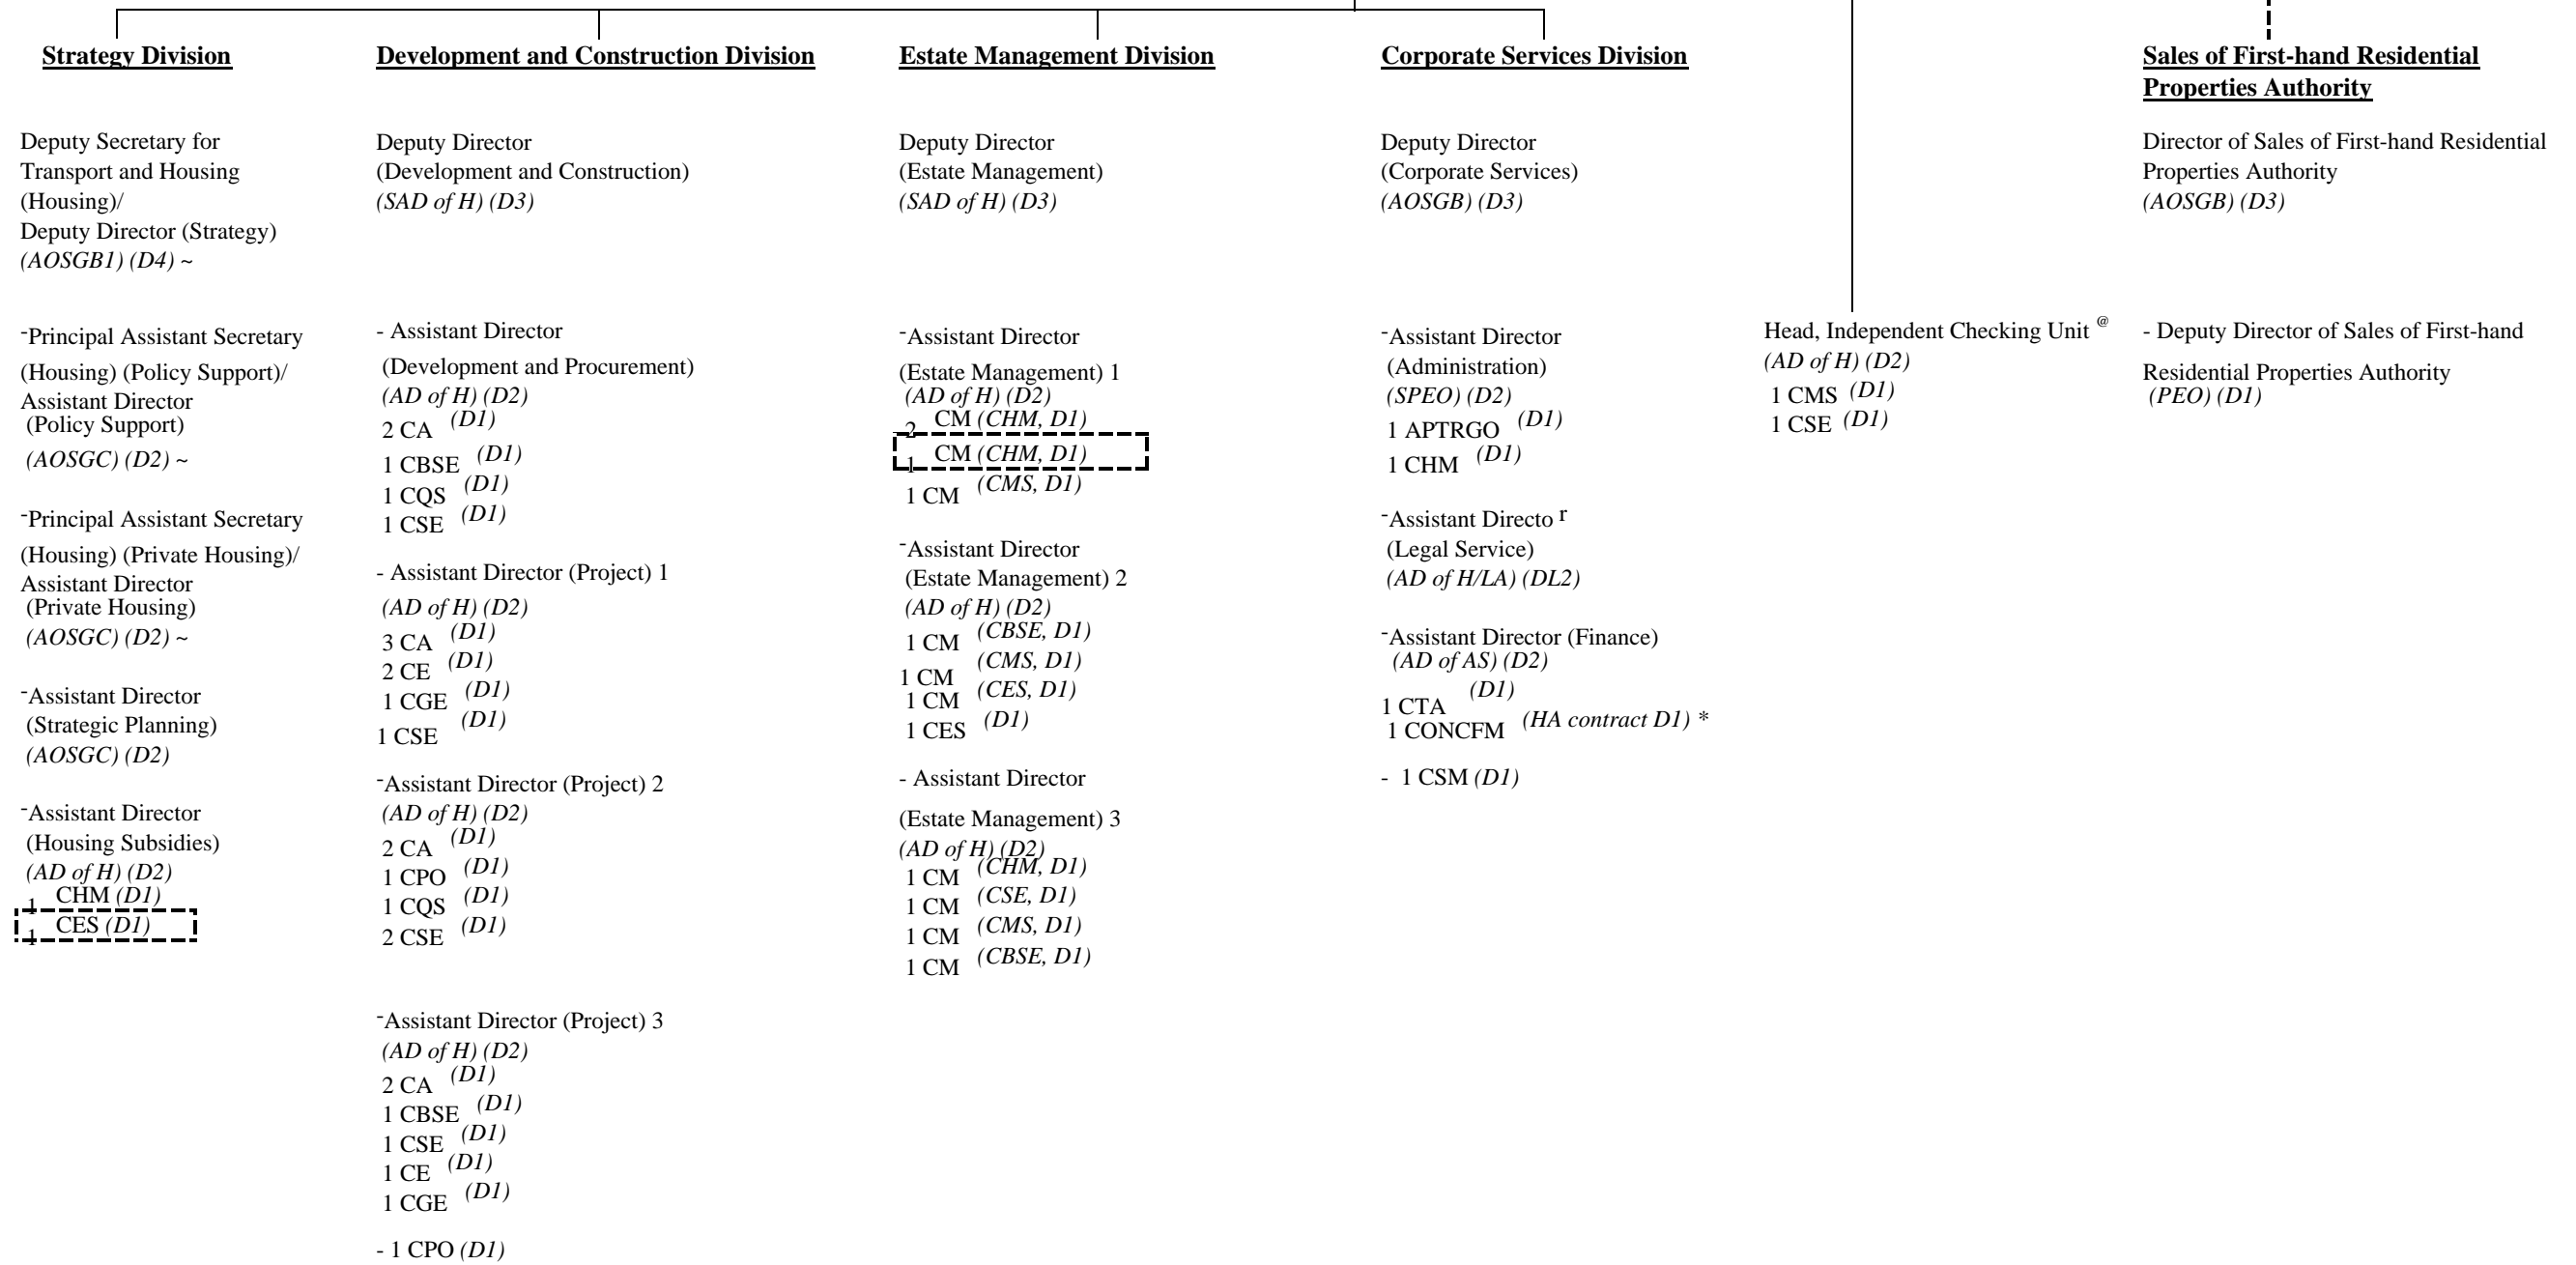 Strategy Division
Deputy Secretary for
Transport and Housing
(Housing)/
Deputy Director (Strategy)
(AOSGB1) (D4) ~
-Principal Assistant Secretary
(Housing) (Policy Support)/
Assistant Director
(Policy Support)
(AOSGC) (D2) ~
-Principal Assistant Secretary
(Housing) (Private Housing)/
Assistant Director
(Private Housing)
(AOSGC) (D2) ~
-Assistant Director
(Strategic Planning)
(AOSGC) (D2)
-Assistant Director
(Housing Subsidies)
(AD of H) (D2)
1 CHM (D1)
1 CES (D1)
Development and Construction Division
Deputy Director
(Development and Construction)
(SAD of H) (D3)
- Assistant Director
(Development and Procurement)
(AD of H) (D2)
2 CA (D1)
1 CBSE (D1)
1 CQS (D1)
1 CSE (D1)
- Assistant Director (Project) 1
(AD of H) (D2)
3 CA (D1)
2 CE (D1)
1 CGE (D1)
1 CSE (D1)
-Assistant Director (Project) 2
(AD of H) (D2)
2 CA (D1)
1 CPO (D1)
1 CQS (D1)
2 CSE (D1)
-Assistant Director (Project) 3
(AD of H) (D2)
2 CA (D1)
1 CBSE (D1)
1 CSE (D1)
1 CE (D1)
1 CGE (D1)
- 1 CPO (D1)
Estate Management Division
Deputy Director
(Estate Management)
(SAD of H) (D3)
-Assistant Director
(Estate Management) 1
(AD of H) (D2)
2 CM (CHM, D1)
1 CM (CHM, D1)
1 CM (CMS, D1)
-Assistant Director
(Estate Management) 2
(AD of H) (D2)
1 CM (CBSE, D1)
1 CM (CMS, D1)
1 CM (CES, D1)
1 CES (D1)
- Assistant Director
(Estate Management) 3
(AD of H) (D2)
1 CM (CHM, D1)
1 CM (CSE, D1)
1 CM (CMS, D1)
1 CM (CBSE, D1)
Corporate Services Division
Deputy Director
(Corporate Services)
(AOSGB) (D3)
-Assistant Director
(Administration)
(SPEO) (D2)
1 APTRGO (D1)
1 CHM (D1)
-Assistant Director
(Legal Service)
(AD of H/LA) (DL2)
-Assistant Director (Finance)
(AD of AS) (D2)
1 CTA (D1)
1 CONCFM (HA contract D1) *
- 1 CSM (D1)
Head, Independent Checking Unit @
(AD of H) (D2)
1 CMS (D1)
1 CSE (D1)
Sales of First-hand Residential
Properties Authority
Director of Sales of First-hand Residential
Properties Authority
(AOSGB) (D3)
- Deputy Director of Sales of First-hand
Residential Properties Authority
(PEO) (D1)